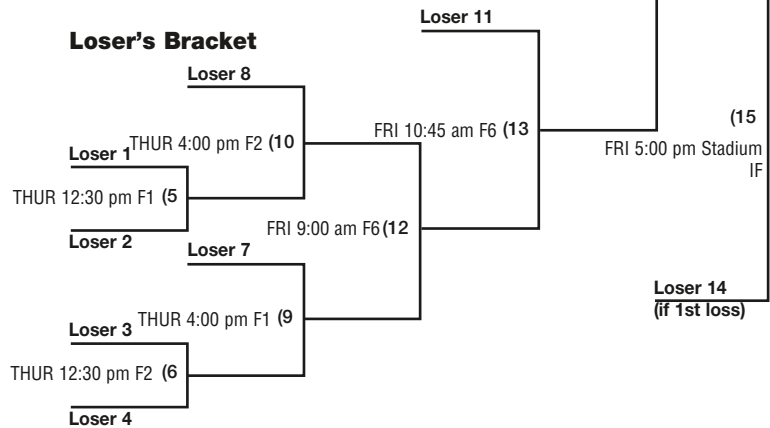 Loser 11
Loser's Bracket
Loser 8
(15
FRI 10:45 am F6 (13
THUR 4:00 pm F2 (10
FRI 5:00 pm Stadium
IF
Loser 1
THUR 12:30 pm F1 (5
FRI 9:00 am F6 (12
Loser 2
Loser 7
Loser 14
(if 1st loss)
THUR 4:00 pm F1 (9
Loser 3
THUR 12:30 pm F2 (6
Loser 4